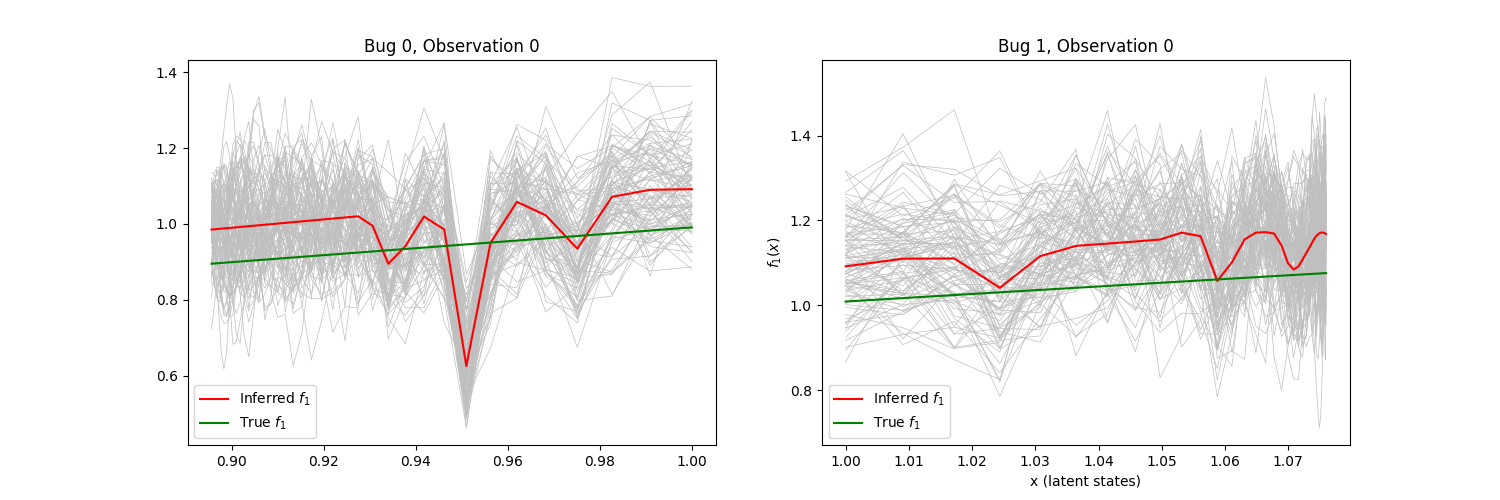 Bug 0, Observation 0
1.4
1.2
1.0
0.8
0.6
0.90
0.92
0.94
0.96
0.98
1.00
Inferred f₁
True f₁
Bug 1, Observation 0
f₁(x)
1.4
1.2
1.0
0.8
1.00
1.01
1.02
1.03
1.04
1.05
1.06
1.07
x (latent states)
Inferred f₁
True f₁